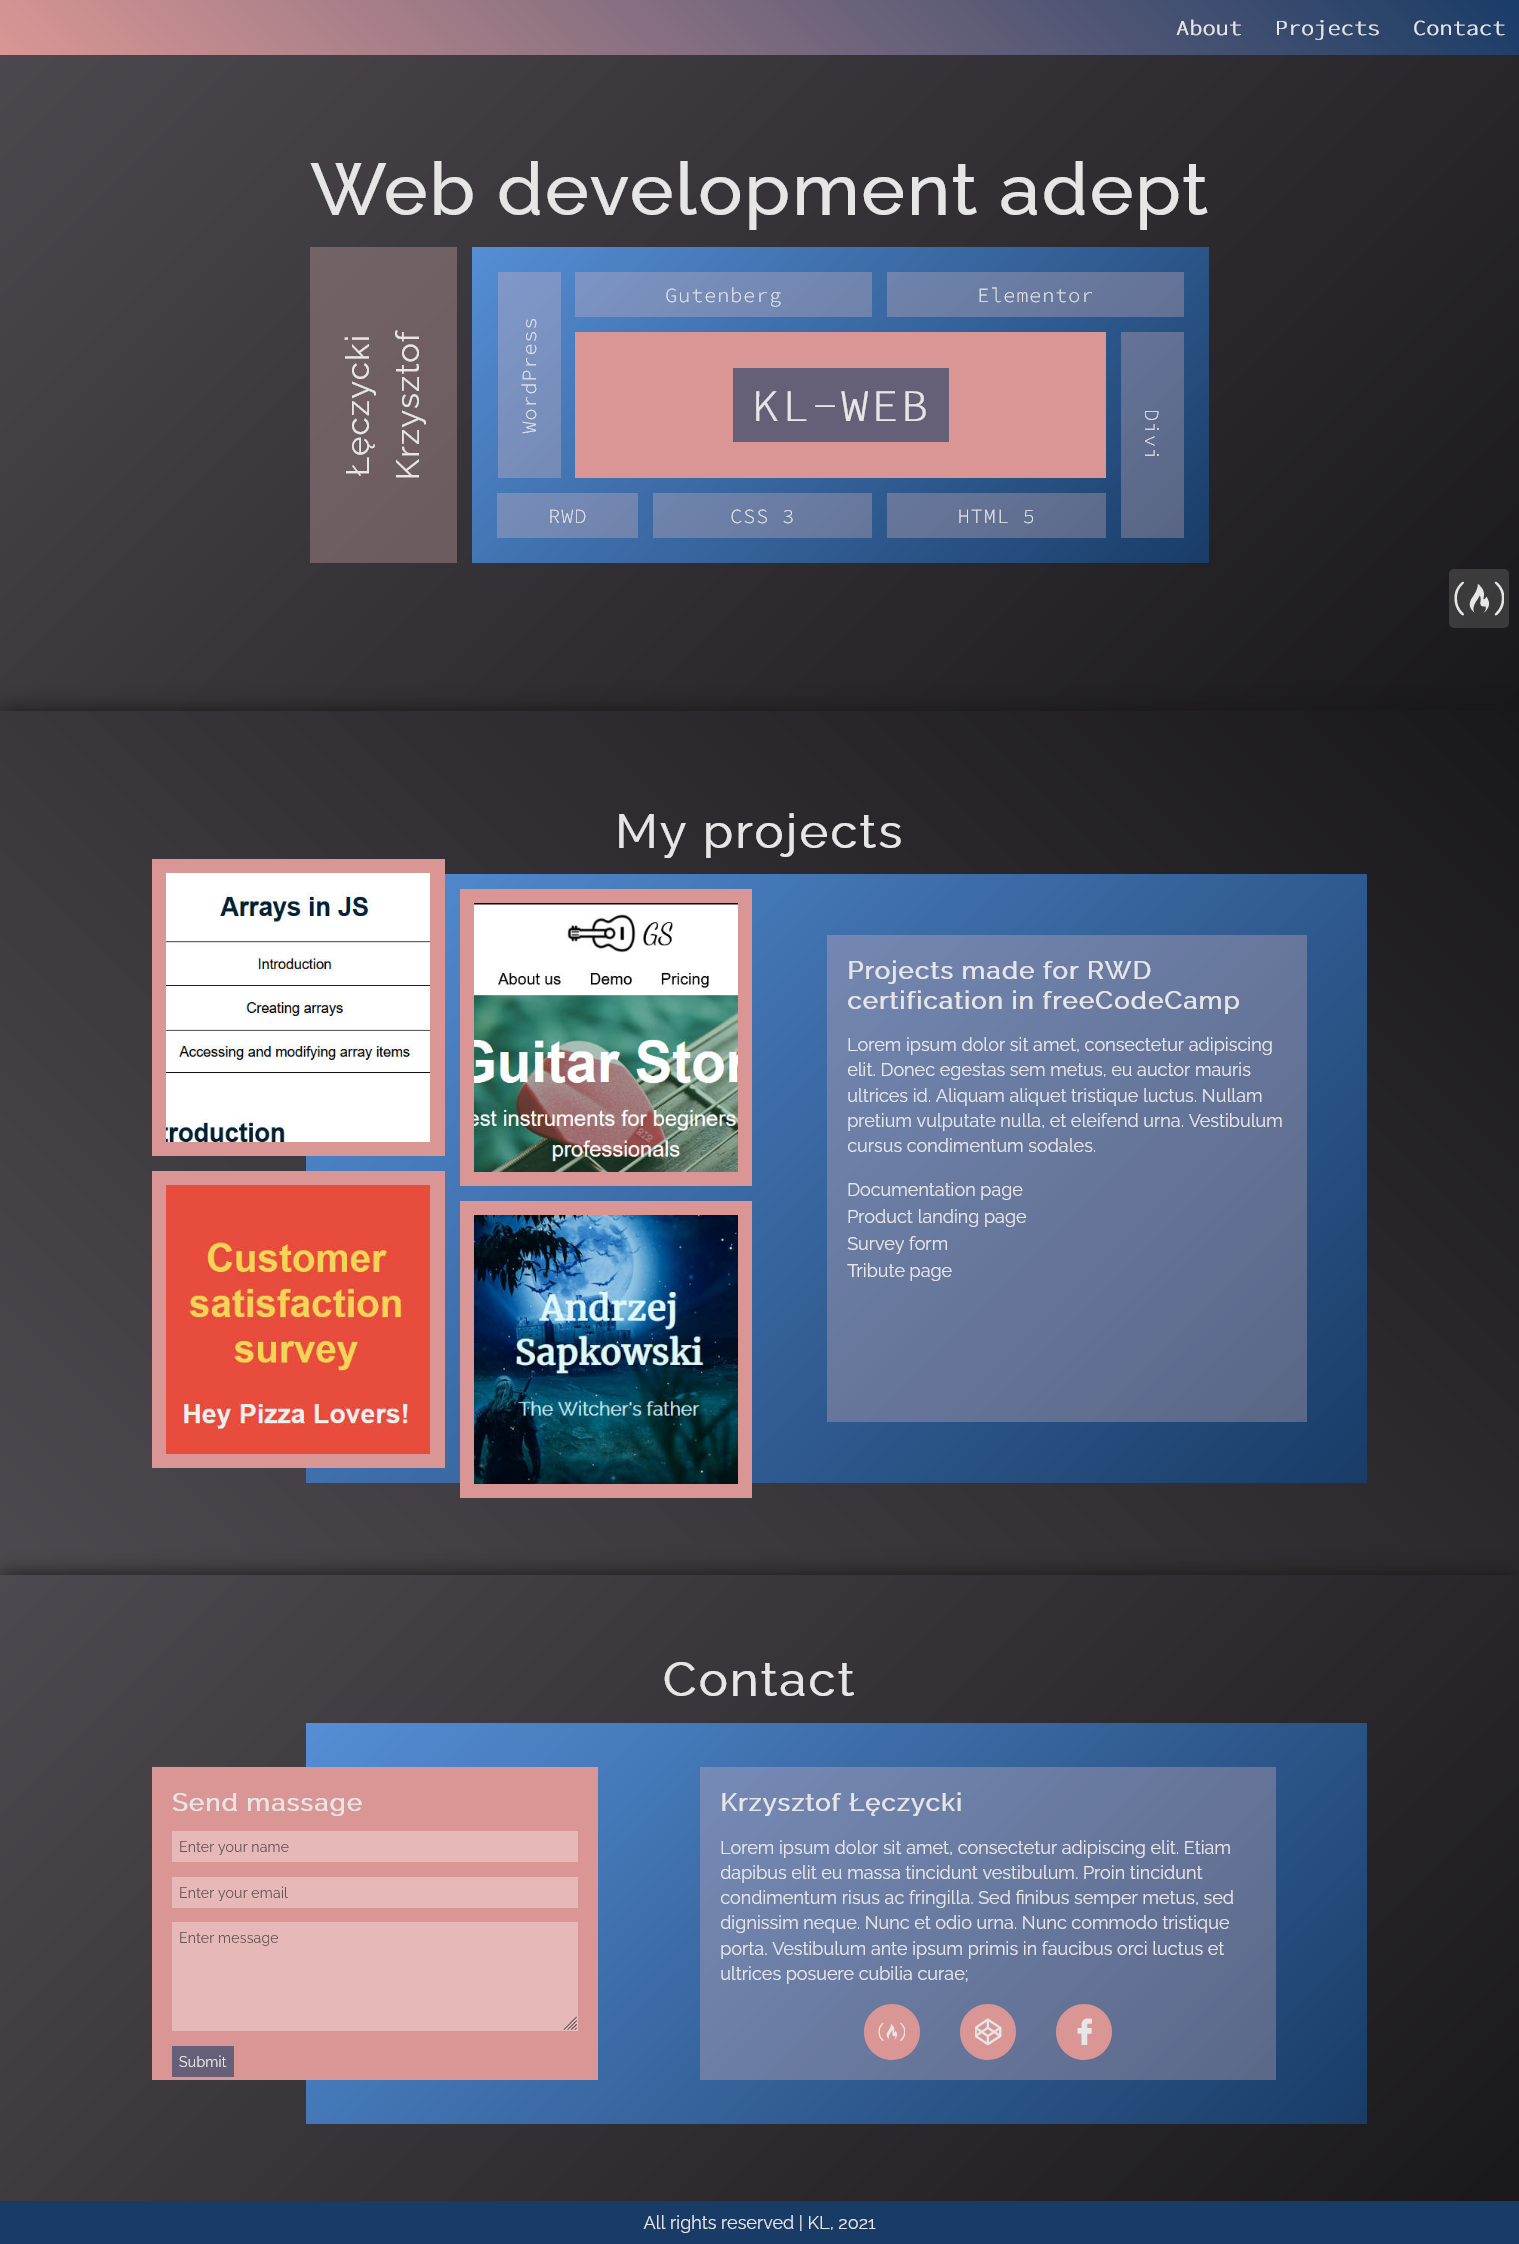 About Projects Contact
Web development adept
Łęczycki
Krzysztof
WordPress
Gutenberg
Elementor
KL-WEB
Divi
RWD
CSS 3
HTML 5
My projects
Arrays in JS
Introduction
Creating arrays
Accessing and modifying array items
troduction
GS
About us Demo Pricing
Guitar Stor
est instruments for beginers
professionals
Customer
satisfaction
survey
Hey Pizza Lovers!
Andrzej
Sapkowski
The Witcher's father
Projects made for RWD
certification in freeCodeCamp
Lorem ipsum dolor sit amet, consectetur adipiscing
elit. Donec egestas sem metus, eu auctor mauris
ultrices id. Aliquam aliquet tristique luctus. Nullam
pretium vulputate nulla, et eleifend urna. Vestibulum
cursus condimentum sodales.
Documentation page
Product landing page
Survey form
Tribute page
Contact
Send massage
Enter your name
Enter your email
Enter message
Submit
Krzysztof Łęczycki
Lorem ipsum dolor sit amet, consectetur adipiscing elit. Etiam
dapibus elit eu massa tincidunt vestibulum. Proin tincidunt
condimentum risus ac fringilla. Sed finibus semper metus, sed
dignissim neque. Nunc et odio urna. Nunc commodo tristique
porta. Vestibulum ante ipsum primis in faucibus orci luctus et
ultrices posuere cubilia curae;
All rights reserved | KL, 2021